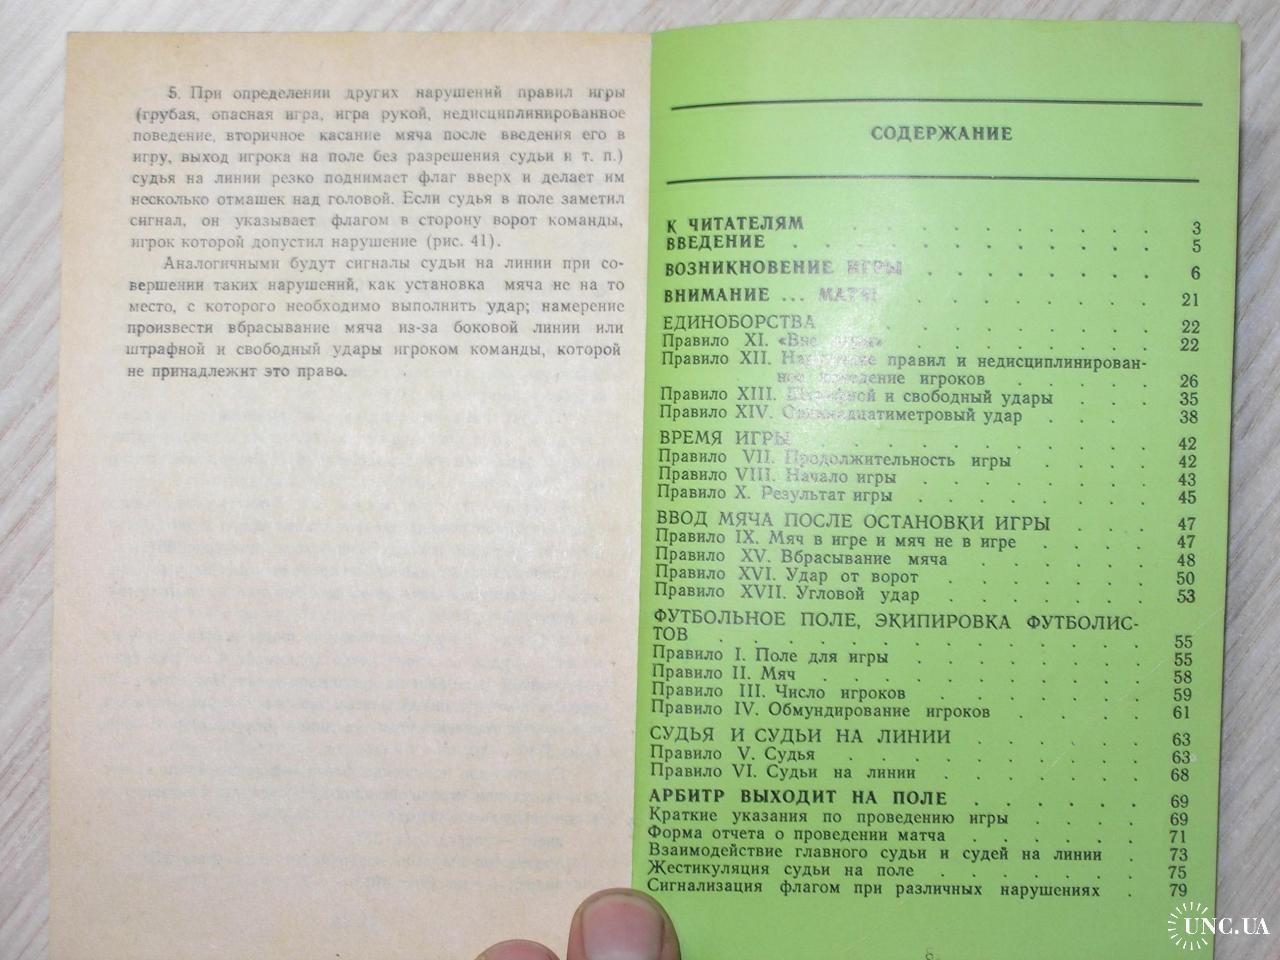 5. При определении других нарушений правил игры
(грубая, опасная игра, игра рукой, недисциплинированное
поведение, вторичное касание мяча после введения его в
игру, выход игрока на поле без разрешения судьи и т. п.)
судья на линии резко поднимает флаг вверх и делает им
несколько отмашек над головой. Если судья в поле заметил
сигнал, он указывает флагом в сторону ворот команды,
игрок которой допустил нарушение (рис. 41).
Аналогичными будут сигналы судьи на линии при со-
вершении таких нарушений, как установка мяча не на то
место, с которого необходимо выполнить удар; намерение
произвести вбрасывание мяча из-за боковой линии или
штрафной и свободный удары игроком команды, которой
не принадлежит это право.
СОДЕРЖАНИЕ
К ЧИТАТЕЛЯМ 3
ВВЕДЕНИЕ . . . . . . . . . . 5
ВОЗНИКНОВЕНИЕ ИГРЫ . . . . . . . 6
ВНИМАНИЕ ... МАТЧ! . . . . . . . 21
ЕДИНОБОРСТВА . . . . . . . . 22
Правило XI. «Вне игры» . . . . . . . 22
Правило XII. Нарушение правил и недисциплинирован-
ное поведение игроков . . . . . 26
Правило XIII. Штрафной и свободный удары . . . 35
Правило XIV. Одиннадцатиметровый удар . . . 38
ВРЕМЯ ИГРЫ . . . . . . . . . 42
Правило VII. Продолжительность игры . . . . 42
Правило VIII. Начало игры . . . . . . 43
Правило X. Результат игры . . . . . . 45
ВВОД МЯЧА ПОСЛЕ ОСТАНОВКИ ИГРЫ . . . 47
Правило IX. Мяч в игре и мяч не в игре . . . . 47
Правило XV. Вбрасывание мяча . . . . . 48
Правило XVI. Удар от ворот . . . . . . 50
Правило XVII. Угловой удар . . . . . . 53
ФУТБОЛЬНОЕ ПОЛЕ, ЭКИПИРОВКА ФУТБОЛИС-
ТОВ . . . . . . . . . . . 55
Правило I. Поле для игры . . . . . . . 55
Правило II. Мяч . . . . . . . . . 58
Правило III. Число игроков . . . . . . 59
Правило IV. Обмундирование игроков . . . . 61
СУДЬЯ И СУДЬИ НА ЛИНИИ . . . . . . 63
Правило V. Судья . . . . . . . . 63
Правило VI. Судьи на линии . . . . . . 68
АРБИТР ВЫХОДИТ НА ПОЛЕ . . . . . . 69
Краткие указания по проведению игры . . . . 69
Форма отчета о проведении матча . . . . . 71
Взаимодействие главного судьи и судей на линии . 73
Жестикуляция судьи на поле . . . . . . 75
Сигнализация флагом при различных нарушениях . 79
UNC.UA